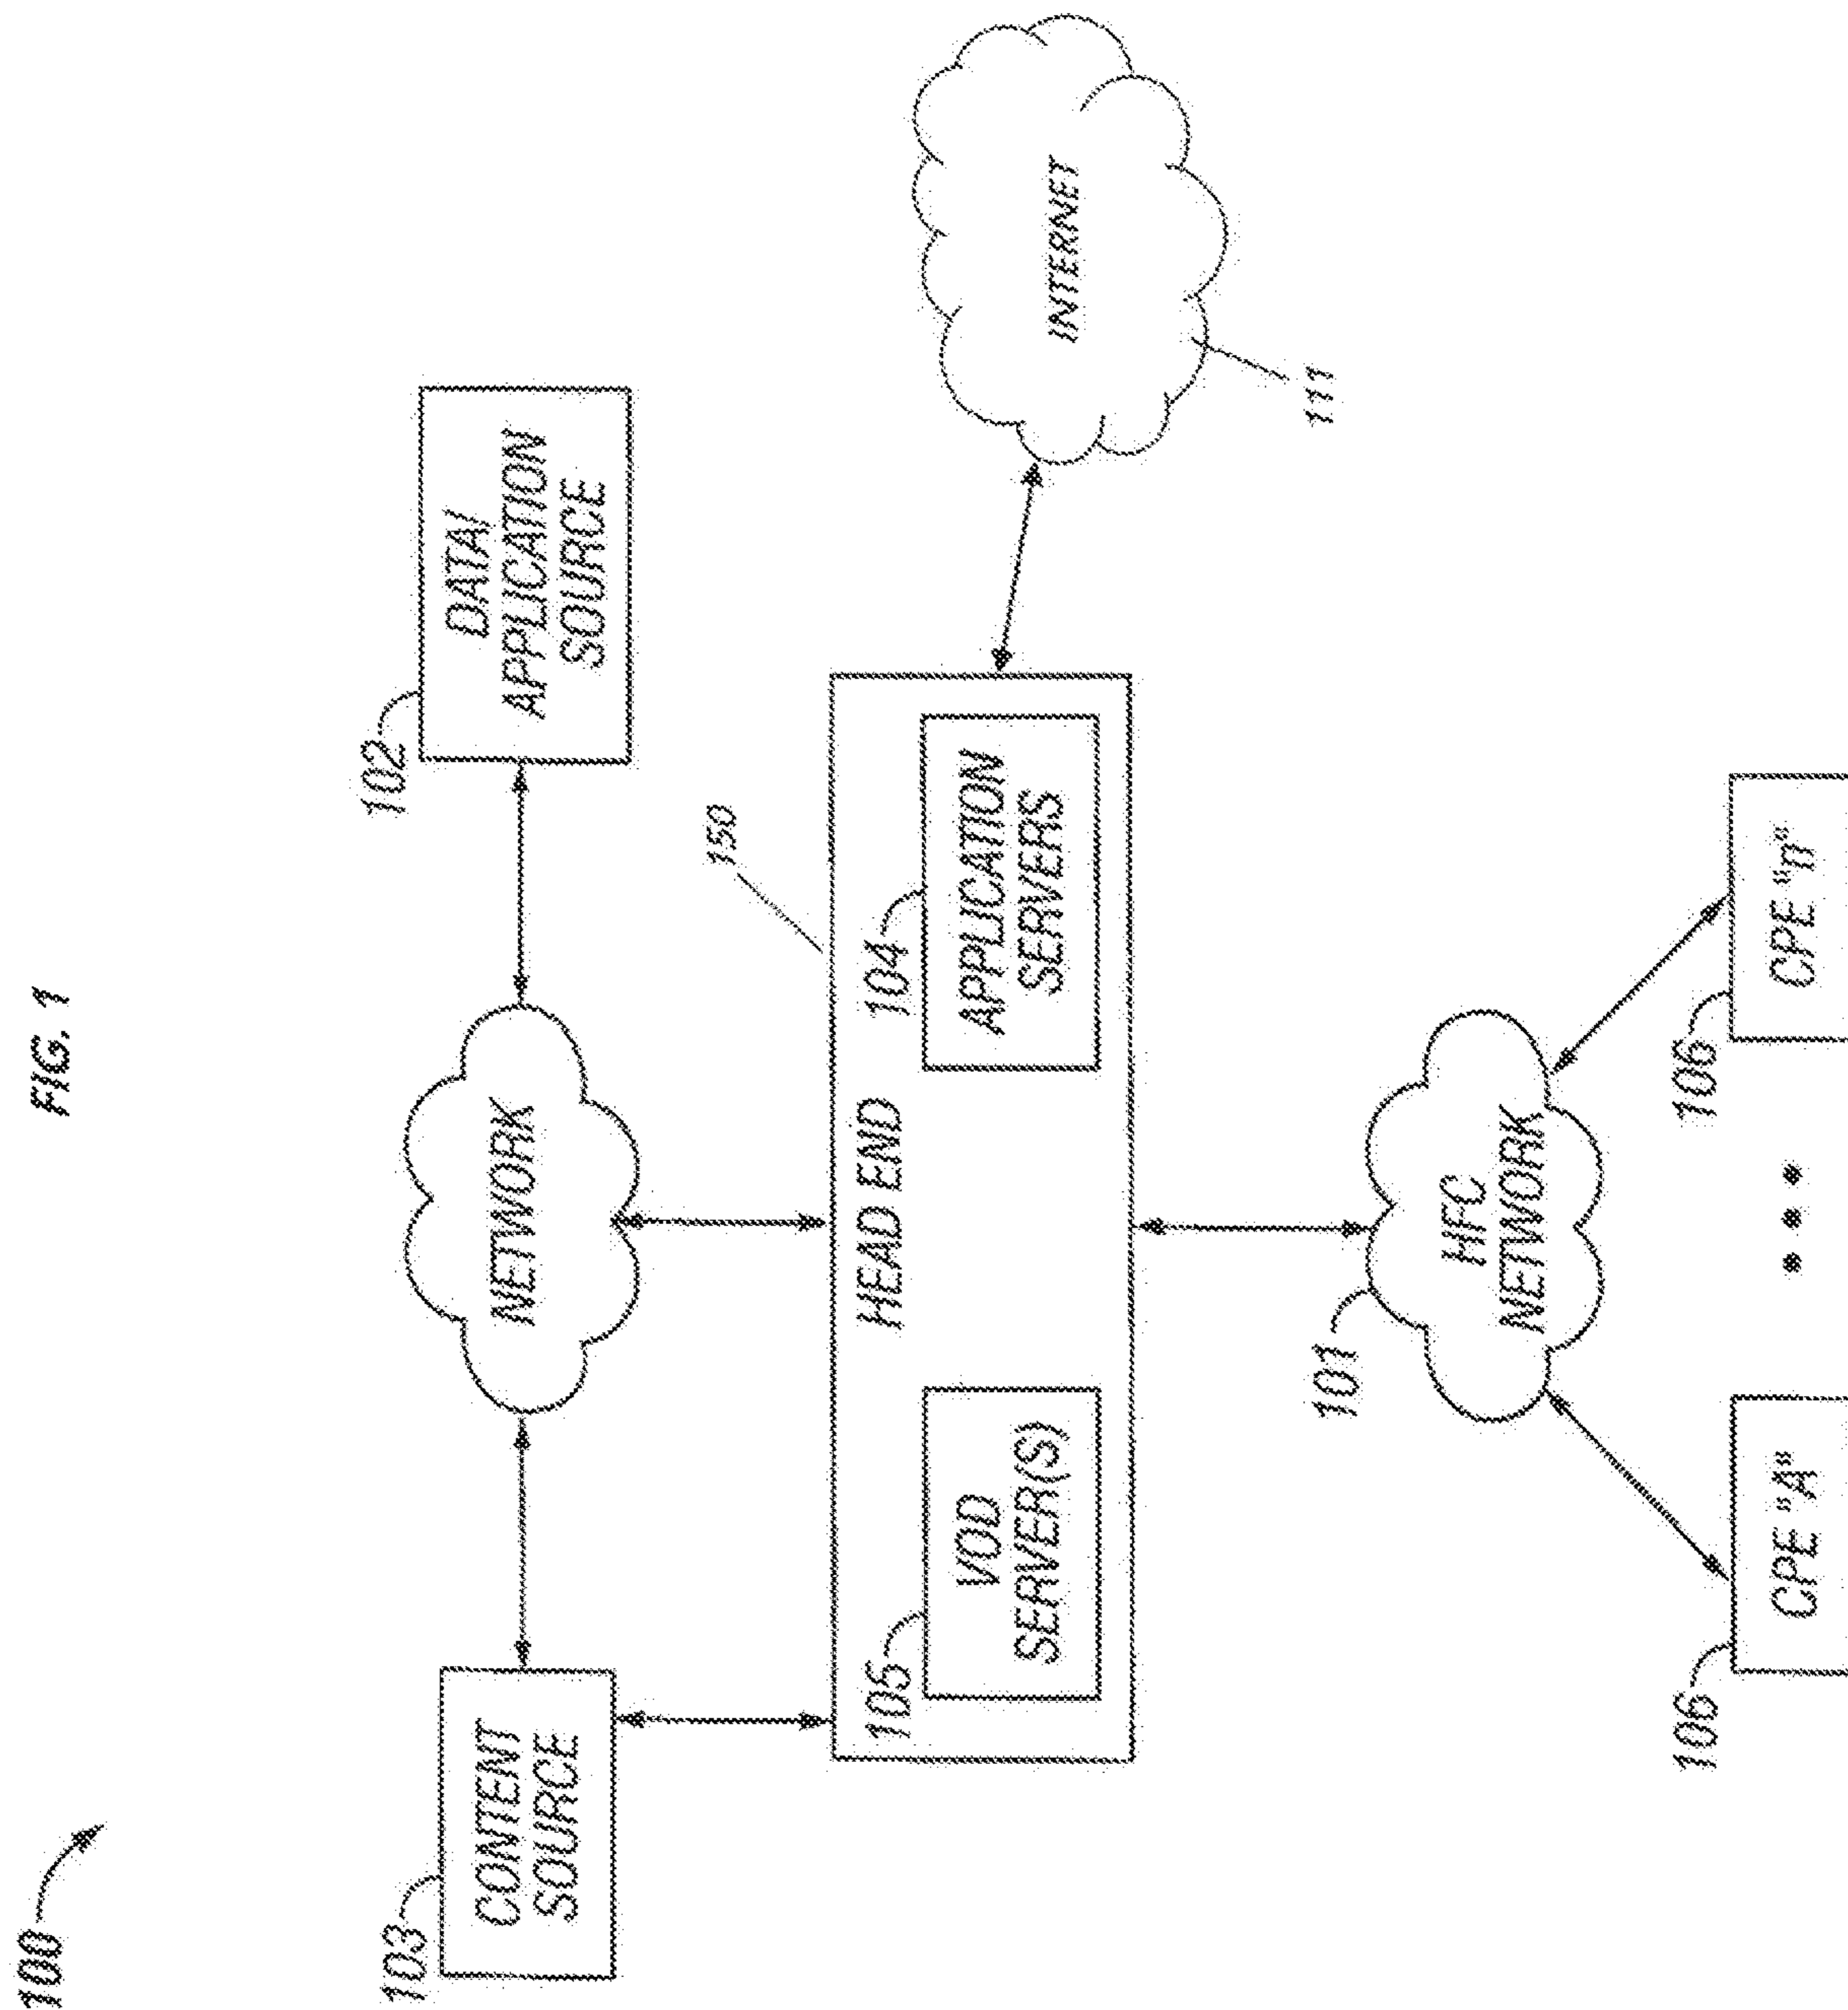 FIG. 1
100
103
CONTENT
SOURCE
NETWORK
102
DATA/
APPLICATION
SOURCE
150
HEAD END
105
VOD
SERVER(S)
104
APPLICATION
SERVERS
INTERNET
111
101
HFC
NETWORK
106
CPE "A"
106
CPE "n"